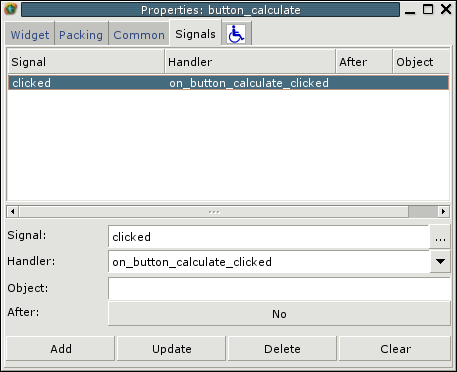 Properties: button_calculate
Widget Packing Common Signals
Signal Handler After Object
clicked on_button_calculate_clicked
Signal: clicked ...
Handler: on_button_calculate_clicked
Object:
After: No
Add Update Delete Clear